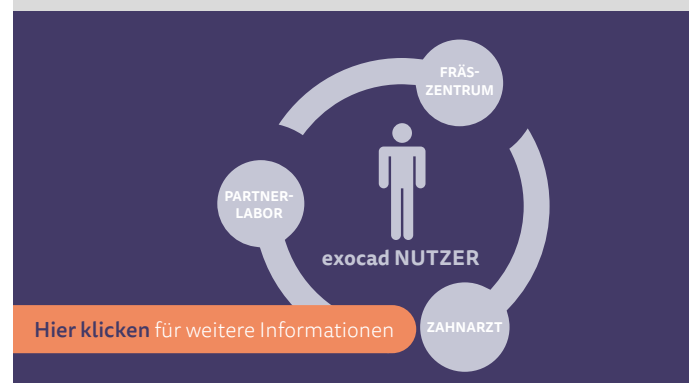 FRÄS-
ZENTRUM
PARTNER-
LABOR
exocad NUTZER
Hier klicken für weitere Informationen
ZAHNARZT